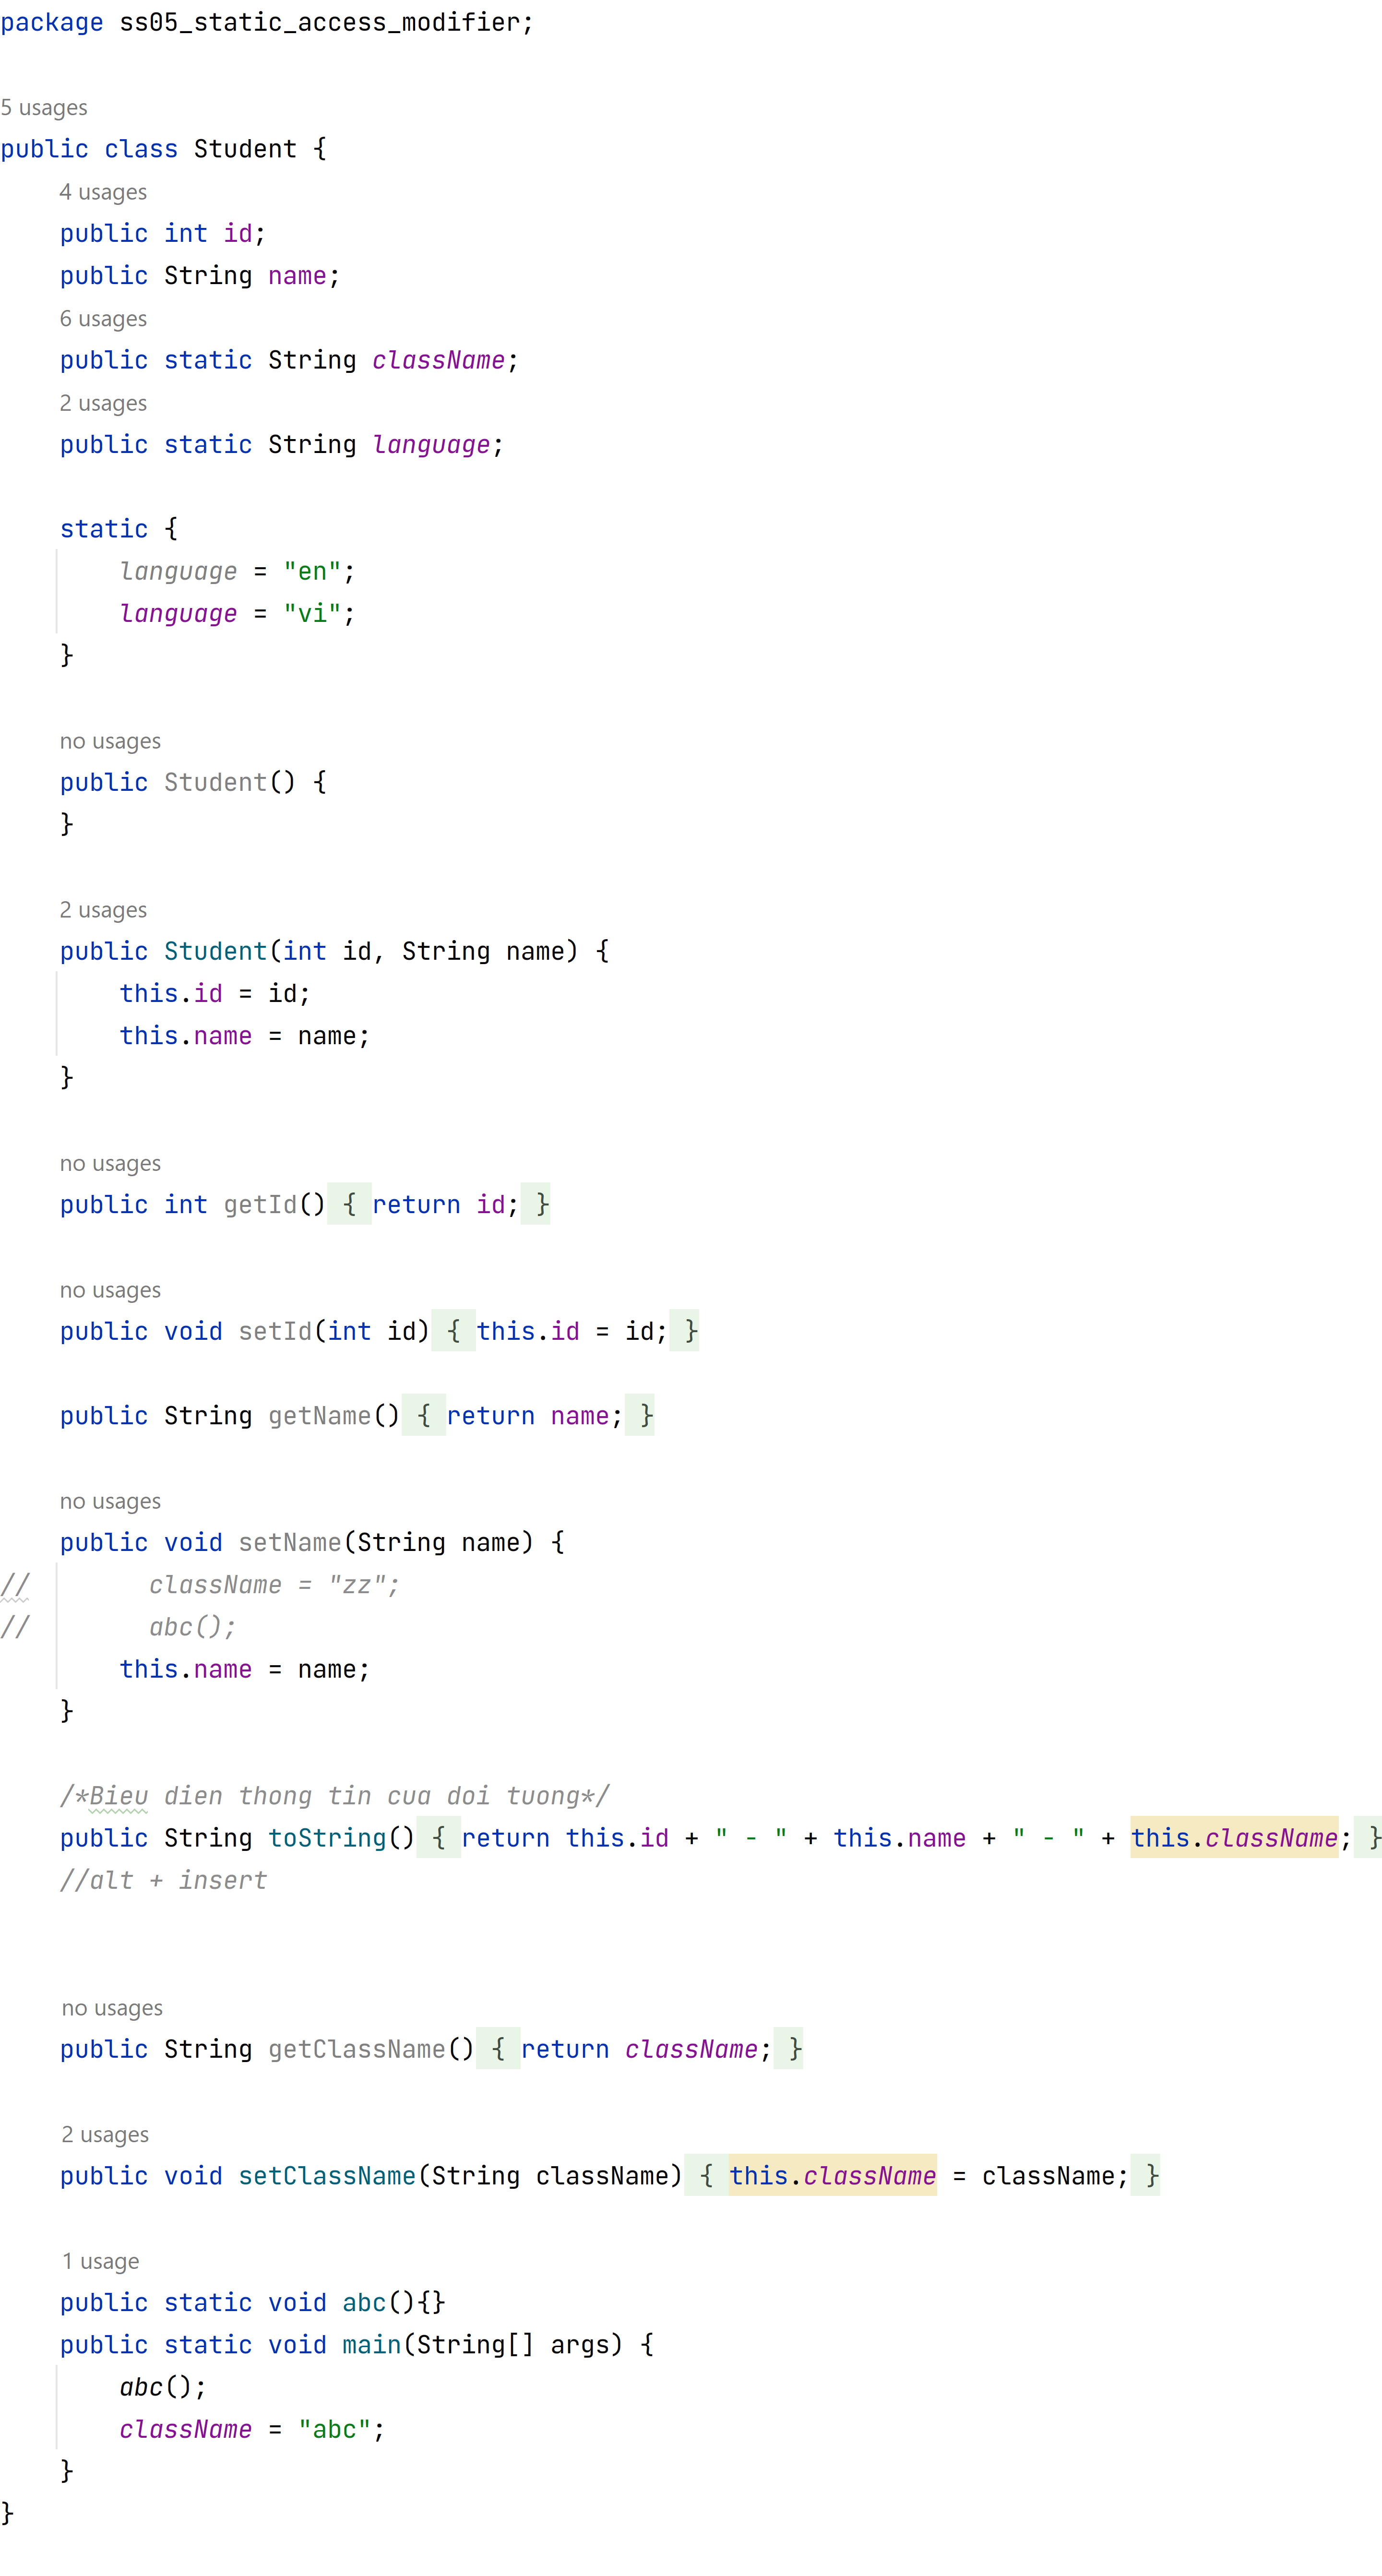 package ss05_static_access_modifier;
5 usages
public class Student {
4 usages
public int id;
public String name;
6 usages
public static String className;
2 usages
public static String language;
static {
language = "en";
language = "vi";
}
no usages
public Student() {
}
2 usages
public Student(int id, String name) {
this.id = id;
this.name = name;
}
no usages
public int getId() { return id; }
no usages
public void setId(int id) { this.id = id; }
public String getName() { return name; }
no usages
public void setName(String name) {
// className = "zz";
// abc();
this.name = name;
}
/*Bieu dien thong tin cua doi tuong*/
public String toString() { return this.id + " - " + this.name + " - " + this.className; }
//alt + insert
no usages
public String getClassName() { return className; }
2 usages
public void setClassName(String className) { this.className = className; }
1 usage
public static void abc(){}
public static void main(String[] args) {
abc();
className = "abc";
}
}